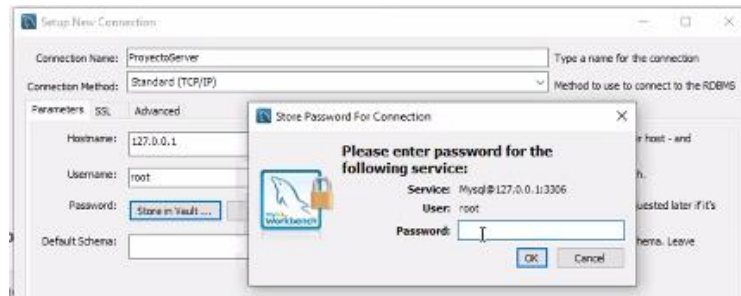 Setup New Connection
Connection Name: ProyectoServer Type a name for the connection
Connection Method: Standard (TCP/IP) Method to use to connect to the RDBMS
Parameters SSL Advanced
Store Password For Connection
Hostname: 127.0.0.1 r host - and
Please enter password for the
following service:
Username: root h.
Service: Mysql@127.0.0.1:3306
User: root
Password: Store in Vault ... uested later if it's
Password:
Default Schema: hema. Leave
OK Cancel
MySQL
Workbench